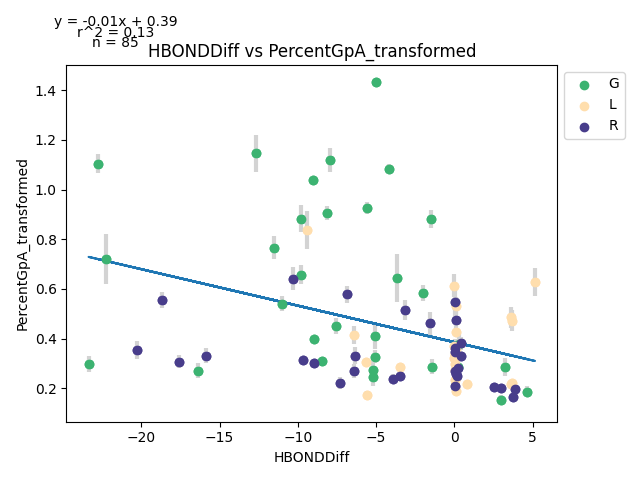 y = -0.01x + 0.39
r^2 = 0.13
n = 85
HBONDDiff vs PercentGpA_transformed
G
L
R
PercentGpA_transformed
1.4
1.2
1.0
0.8
0.6
0.4
0.2
−20
−15
−10
−5
0
5
HBONDDiff